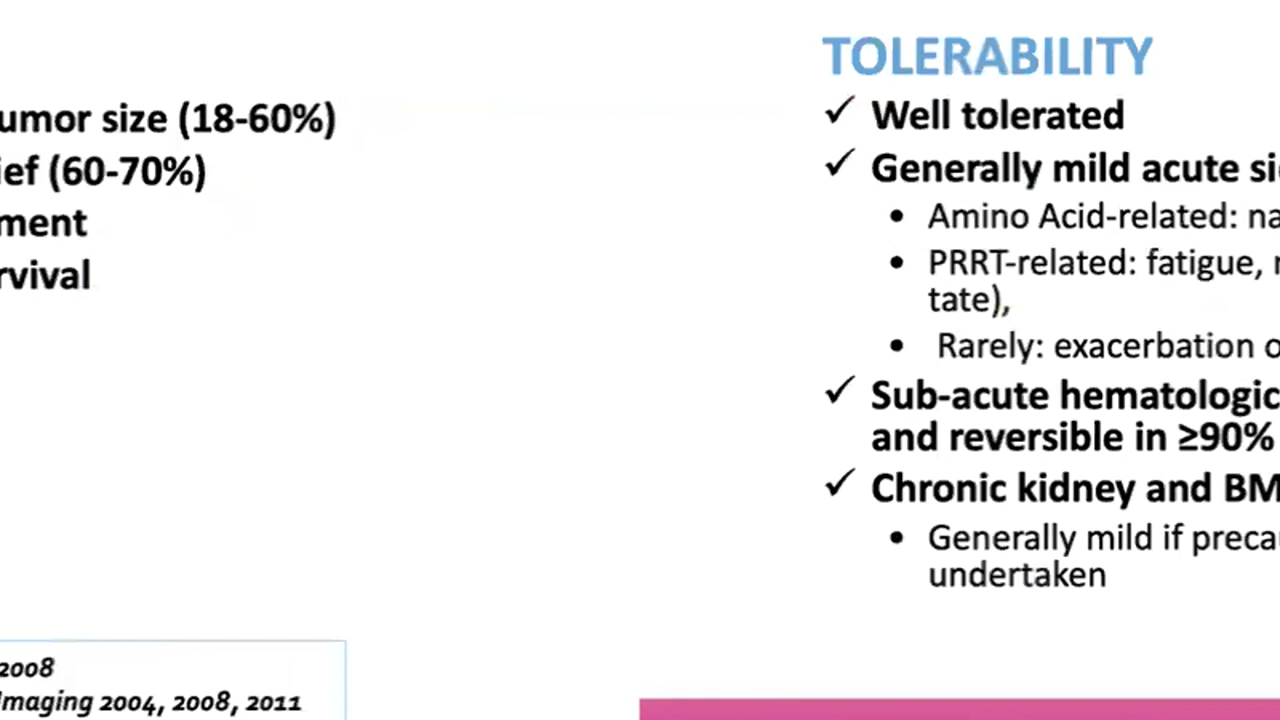 umor size (18-60%)
ief (60-70%)
ment
rvival
TOLERABILITY
✓ Well tolerated
✓ Generally mild acute si
• Amino Acid-related: na
• PRRT-related: fatigue,
tate),
• Rarely: exacerbation o
✓ Sub-acute hematologic
and reversible in ≥90%
✓ Chronic kidney and BM
• Generally mild if preca
undertaken
2008
Imaging 2004, 2008, 2011